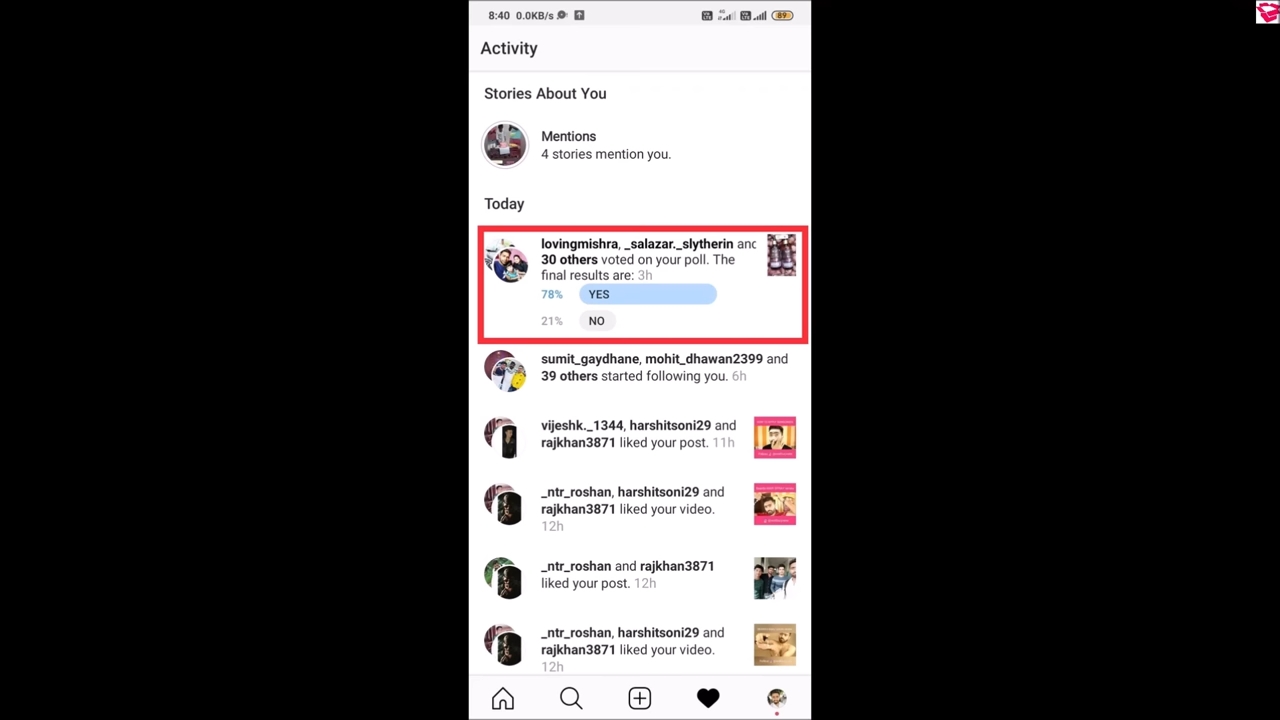 8:40 0.0KB/s 4G 89
Activity
Stories About You
Mentions
4 stories mention you.
Today
lovingmishra, _salazar._slytherin and
30 others voted on your poll. The
final results are: 3h
78% YES
21% NO
sumit_gaydhane, mohit_dhawan2399 and
39 others started following you. 6h
vijeshk._1344, harshitsoni29 and
rajkhan3871 liked your post. 11h
_ntr_roshan, harshitsoni29 and
rajkhan3871 liked your video.
12h
_ntr_roshan and rajkhan3871
liked your post. 12h
_ntr_roshan, harshitsoni29 and
rajkhan3871 liked your video.
12h